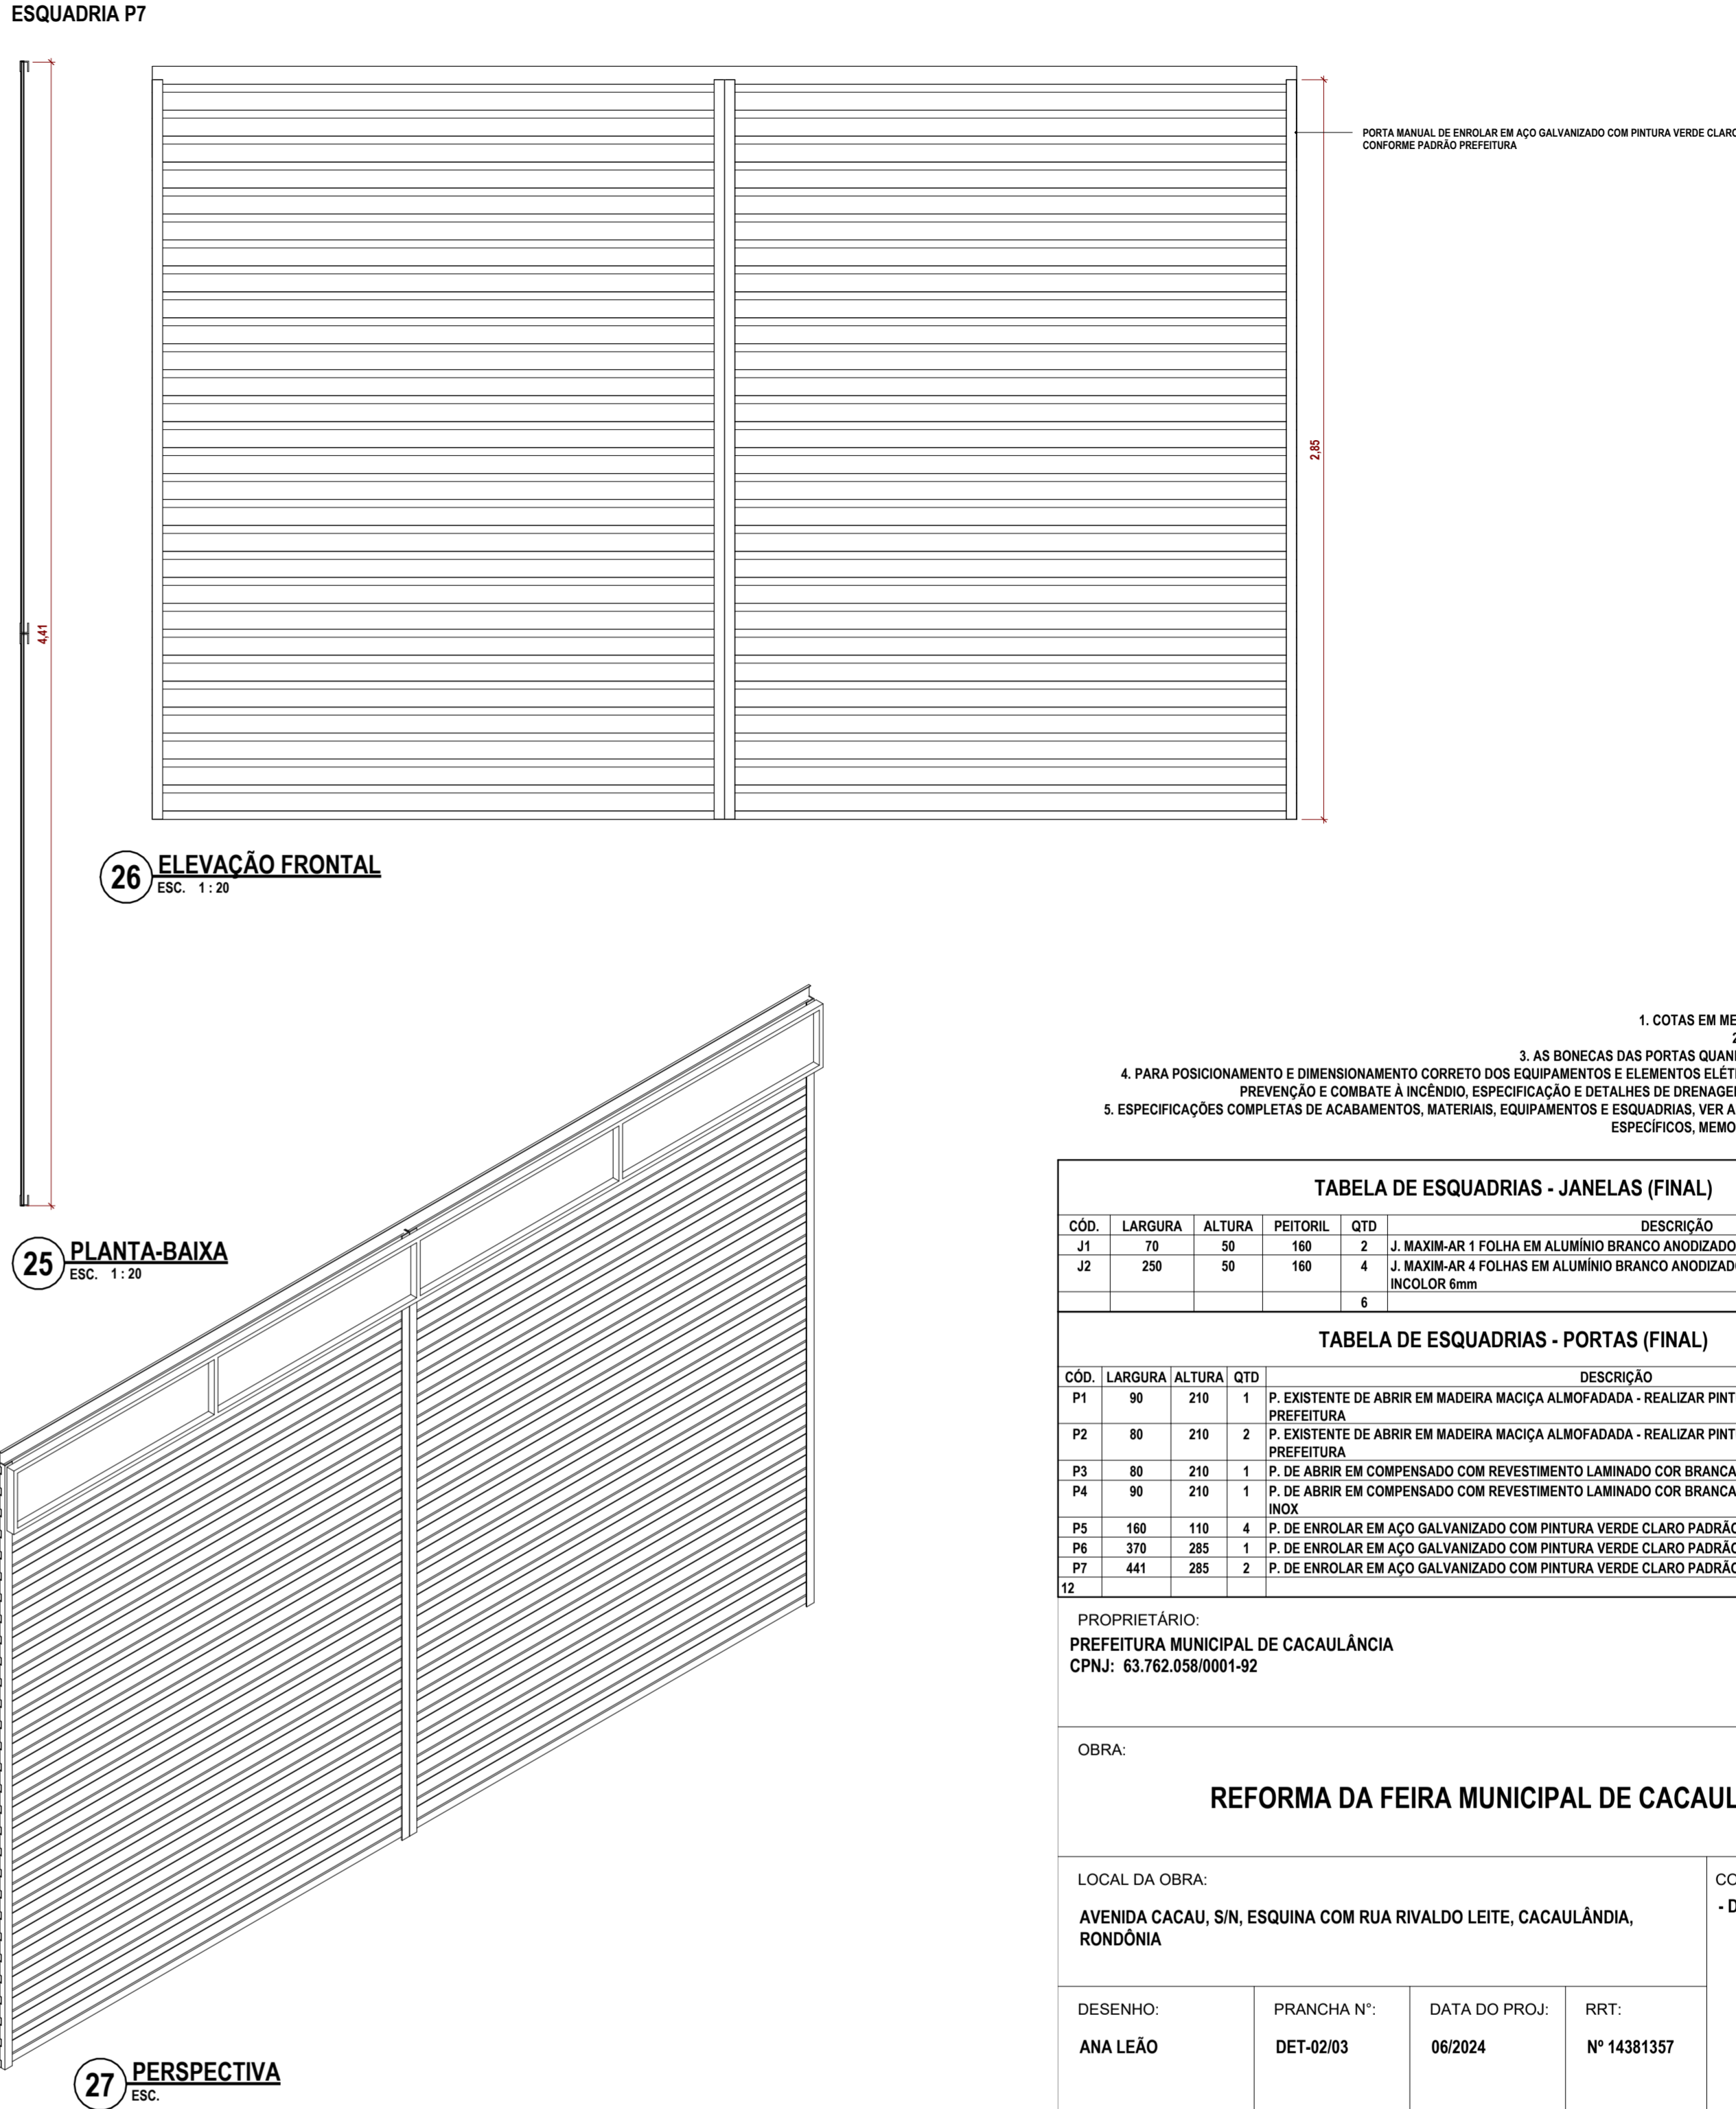 ESQUADRIA P7
PORTA MANUAL DE ENROLAR EM AÇO GALVANIZADO COM PINTURA VERDE CLARO
CONFORME PADRÃO PREFEITURA
2,85
4,41
26 ELEVAÇÃO FRONTAL
ESC. 1 : 20
25 PLANTA-BAIXA
ESC. 1 : 20
27 PERSPECTIVA
ESC.
1. COTAS EM ME
2
3. AS BONECAS DAS PORTAS QUAN
4. PARA POSICIONAMENTO E DIMENSIONAMENTO CORRETO DOS EQUIPAMENTOS E ELEMENTOS ELÉT
PREVENÇÃO E COMBATE À INCÊNDIO, ESPECIFICAÇÃO E DETALHES DE DRENAGE
5. ESPECIFICAÇÕES COMPLETAS DE ACABAMENTOS, MATERIAIS, EQUIPAMENTOS E ESQUADRIAS, VER A
ESPECÍFICOS, MEMO
TABELA DE ESQUADRIAS - JANELAS (FINAL)
CÓD. LARGURA ALTURA PEITORIL QTD DESCRIÇÃO
J1 70 50 160 2 J. MAXIM-AR 1 FOLHA EM ALUMÍNIO BRANCO ANODIZADO
J2 250 50 160 4 J. MAXIM-AR 4 FOLHAS EM ALUMÍNIO BRANCO ANODIZAD
INCOLOR 6mm
6
TABELA DE ESQUADRIAS - PORTAS (FINAL)
CÓD. LARGURA ALTURA QTD DESCRIÇÃO
P1 90 210 1 P. EXISTENTE DE ABRIR EM MADEIRA MACIÇA ALMOFADADA - REALIZAR PINT
PREFEITURA
P2 80 210 2 P. EXISTENTE DE ABRIR EM MADEIRA MACIÇA ALMOFADADA - REALIZAR PINT
PREFEITURA
P3 80 210 1 P. DE ABRIR EM COMPENSADO COM REVESTIMENTO LAMINADO COR BRANCA
P4 90 210 1 P. DE ABRIR EM COMPENSADO COM REVESTIMENTO LAMINADO COR BRANCA
INOX
P5 160 110 4 P. DE ENROLAR EM AÇO GALVANIZADO COM PINTURA VERDE CLARO PADRÃO
P6 370 285 1 P. DE ENROLAR EM AÇO GALVANIZADO COM PINTURA VERDE CLARO PADRÃO
P7 441 285 2 P. DE ENROLAR EM AÇO GALVANIZADO COM PINTURA VERDE CLARO PADRÃO
12
PROPRIETÁRIO:
PREFEITURA MUNICIPAL DE CACAULÂNCIA
CPNJ: 63.762.058/0001-92
OBRA:
REFORMA DA FEIRA MUNICIPAL DE CACAUL
LOCAL DA OBRA:
AVENIDA CACAU, S/N, ESQUINA COM RUA RIVALDO LEITE, CACAULÂNDIA,
RONDÔNIA
CO
- D
DESENHO: PRANCHA N°: DATA DO PROJ: RRT:
ANA LEÃO DET-02/03 06/2024 Nº 14381357